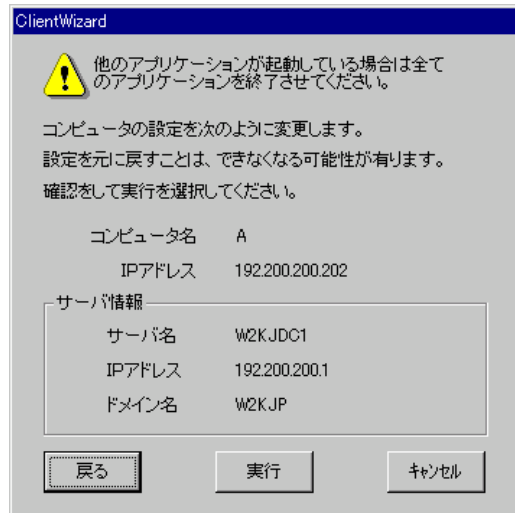 ClientWizard
他のアプリケーションが起動している場合は全て
のアプリケーションを終了させてください。
コンピュータの設定を次のように変更します。
設定を元に戻すことは、できなくなる可能性が有ります。
確認をして実行を選択してください。
コンピュータ名 A
IPアドレス 192.200.200.202
サーバ情報
サーバ名 W2KJDC1
IPアドレス 192.200.200.1
ドメイン名 W2KJP
戻る 実行 キャンセル